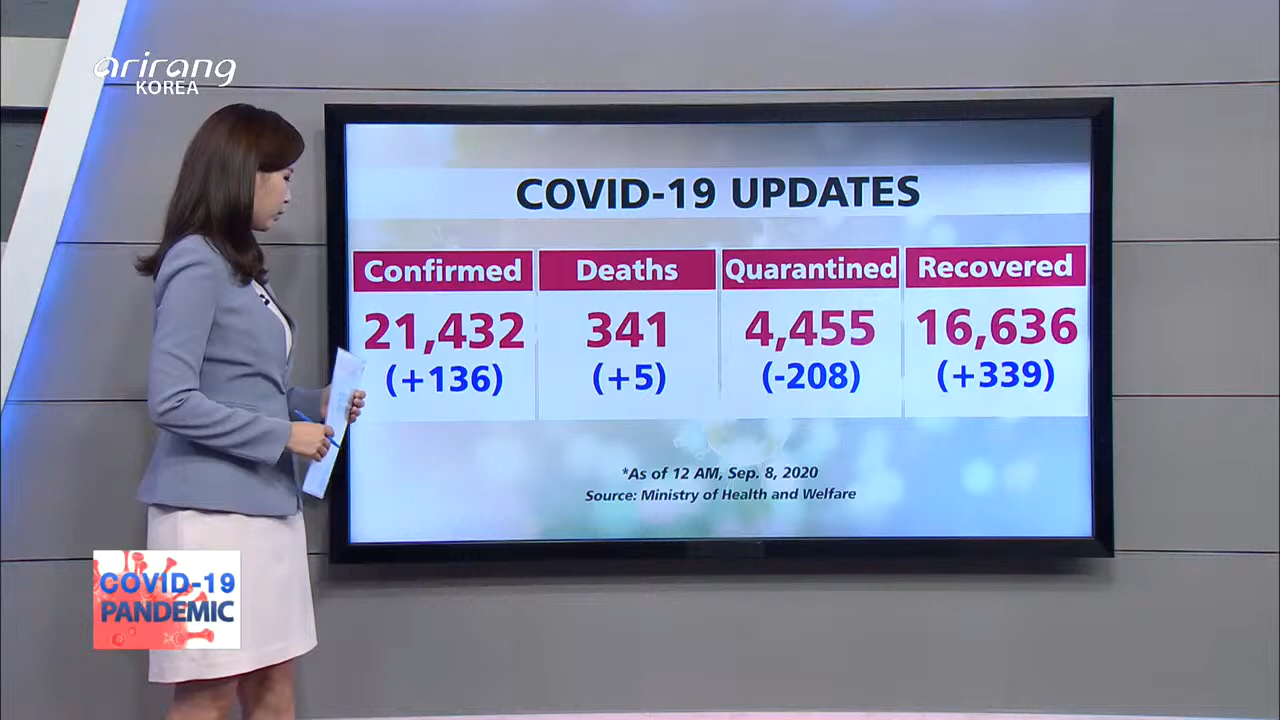 arirang
KOREA
COVID-19 UPDATES
Confirmed Deaths Quarantined Recovered
21,432 341 4,455 16,636
(+136) (+5) (-208) (+339)
*As of 12 AM, Sep. 8, 2020
Source: Ministry of Health and Welfare
COVID-19
PANDEMIC